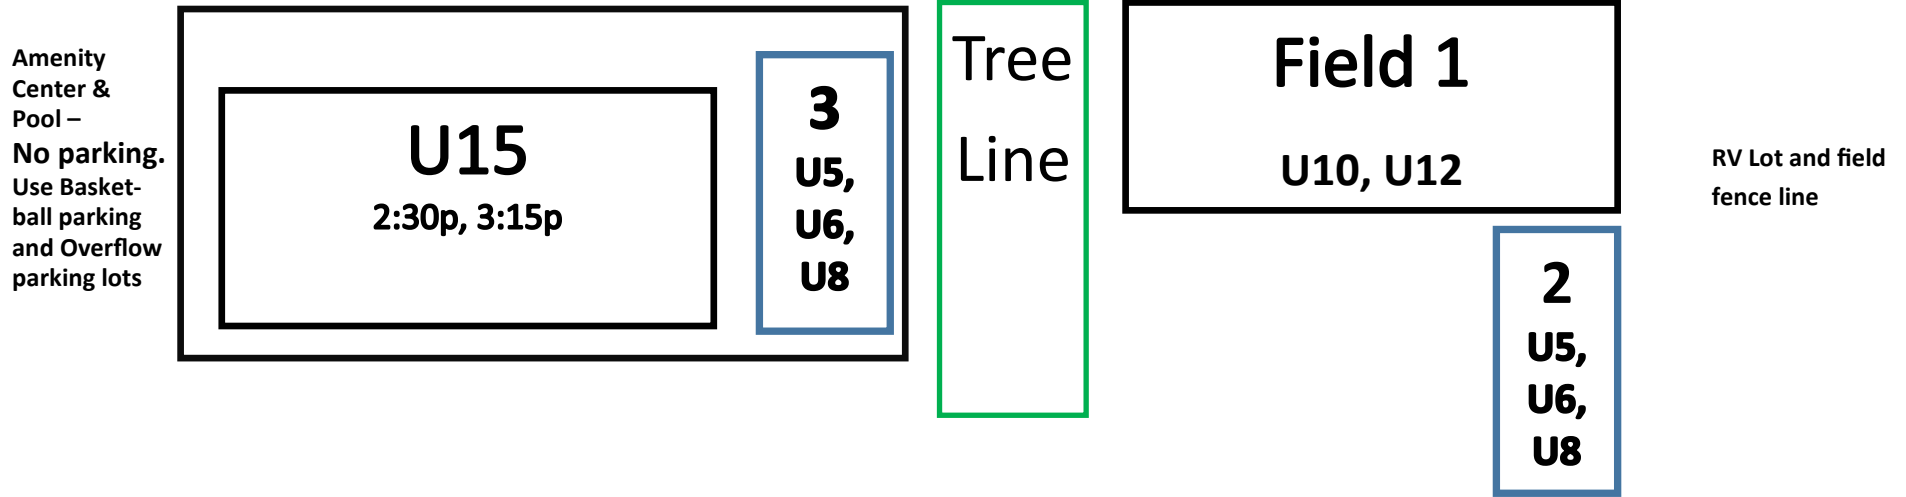 Amenity
Center &
Pool –
No parking.
Use Basket-
ball parking
and Overflow
parking lots
U15
2:30p, 3:15p
3
U5,
U6,
U8
Tree
Line
Field 1
U10, U12
2
U5,
U6,
U8
RV Lot and field
fence line